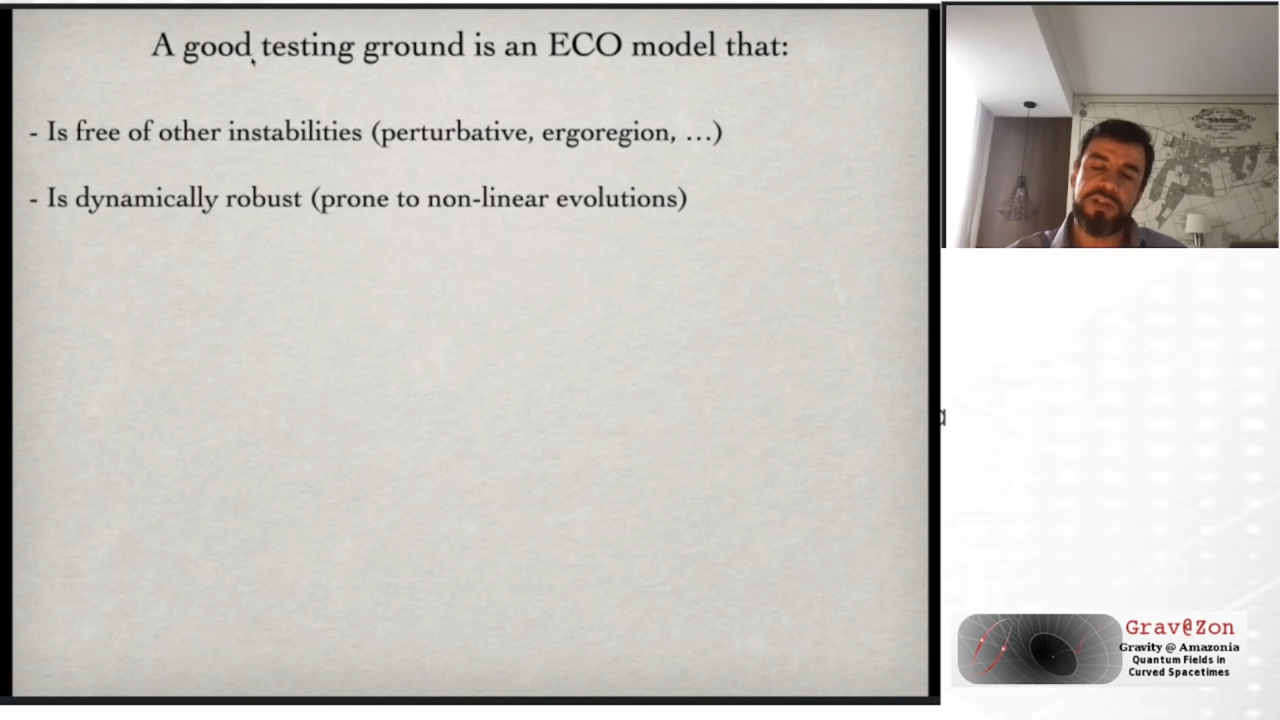 A good testing ground is an ECO model that:
- Is free of other instabilities (perturbative, ergoregion, …)
- Is dynamically robust (prone to non-linear evolutions)
Grav@Zon
Gravity @ Amazonia
Quantum Fields in
Curved Spacetimes